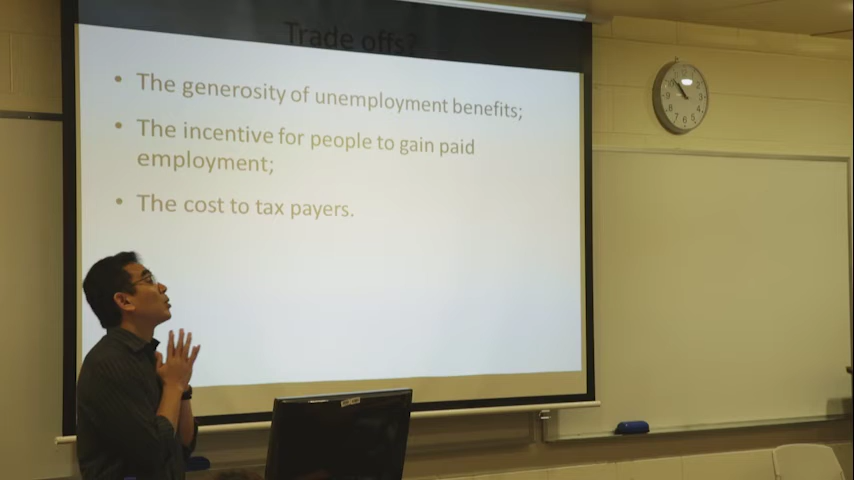 Trade offs?
• The generosity of unemployment benefits;
• The incentive for people to gain paid
employment;
• The cost to tax payers.